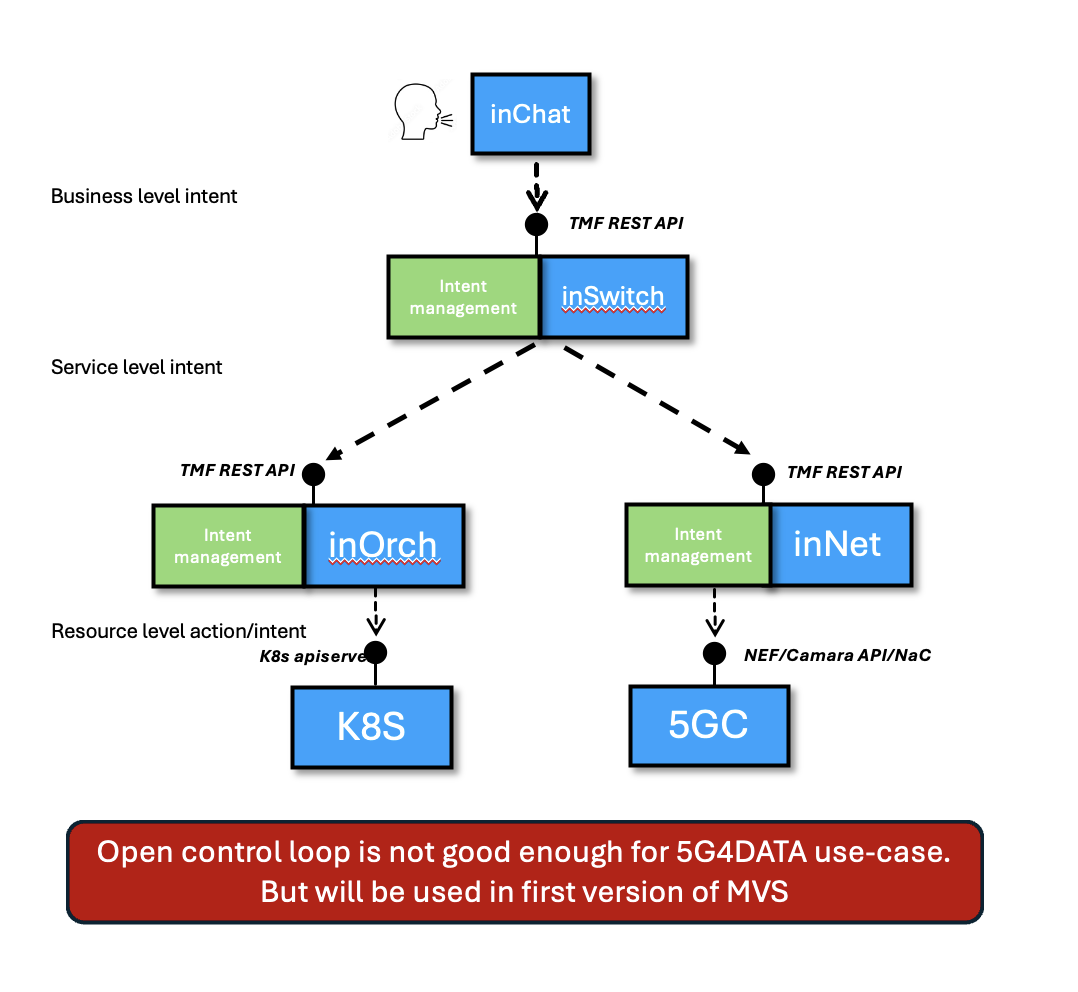 inChat
Business level intent
TMF REST API
Intent
management
inSwitch
Service level intent
TMF REST API
TMF REST API
Intent
management
inOrch
Intent
management
inNet
Resource level action/intent
K8s apiserve
NEF/Camara API/NaC
K8S
5GC
Open control loop is not good enough for 5G4DATA use-case.
But will be used in first version of MVS